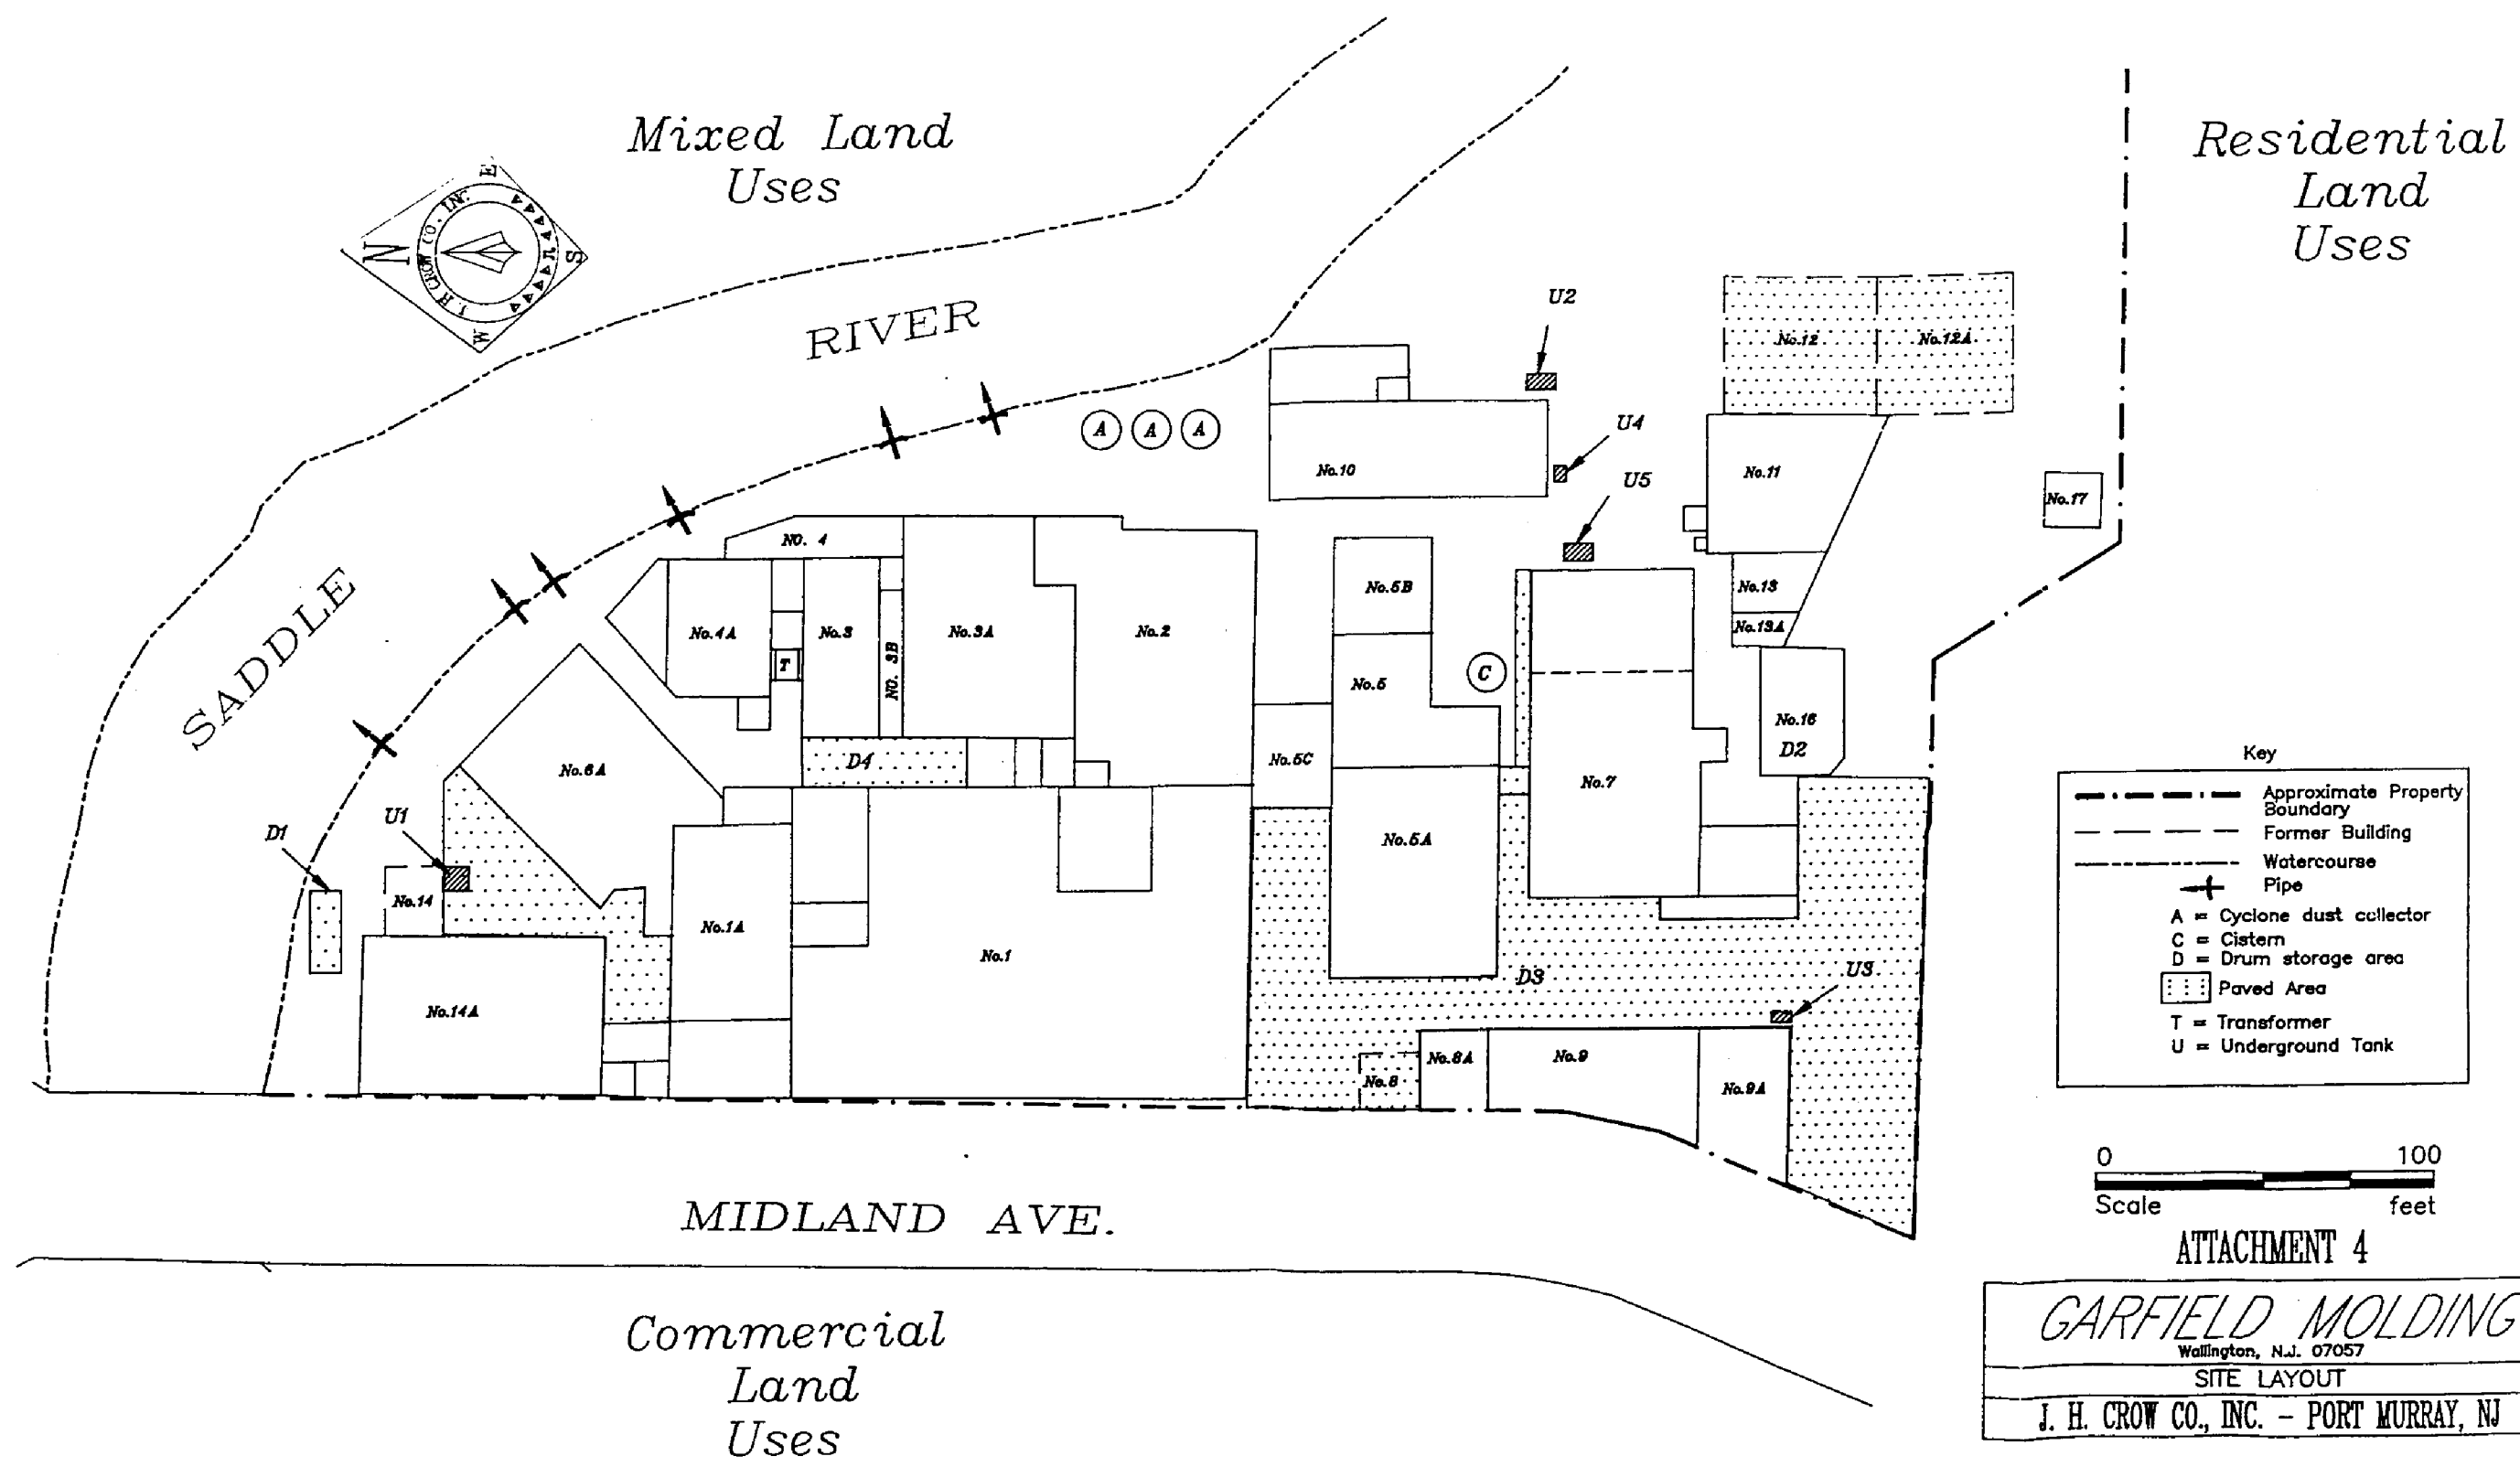 Mixed Land
Uses
Residential
Land
Uses
N
E
S
W
J. H CROW CO. INC.
RIVER
SADDLE
U2
U4
U5
A
A
A
No.12
No.12A
No.10
No.11
No.17
NO. 4
No.4A
No.3
NO. 3B
No.3A
No.2
T
No.5B
No.5
No.5C
No.5A
C
No.7
No.13
No.13A
No.16
D2
D4
No.6A
U1
D1
No.14
No.14A
No.1A
No.1
D3
U3
No.8
No.8A
No.9
No.9A
Key
Approximate Property
Boundary
Former Building
Watercourse
Pipe
A = Cyclone dust collector
C = Cistern
D = Drum storage area
Paved Area
T = Transformer
U = Underground Tank
0 100
Scale feet
MIDLAND AVE.
Commercial
Land
Uses
ATTACHMENT 4
GARFIELD MOLDING
Wallington, N.J. 07057
SITE LAYOUT
J. H. CROW CO., INC. - PORT MURRAY, NJ